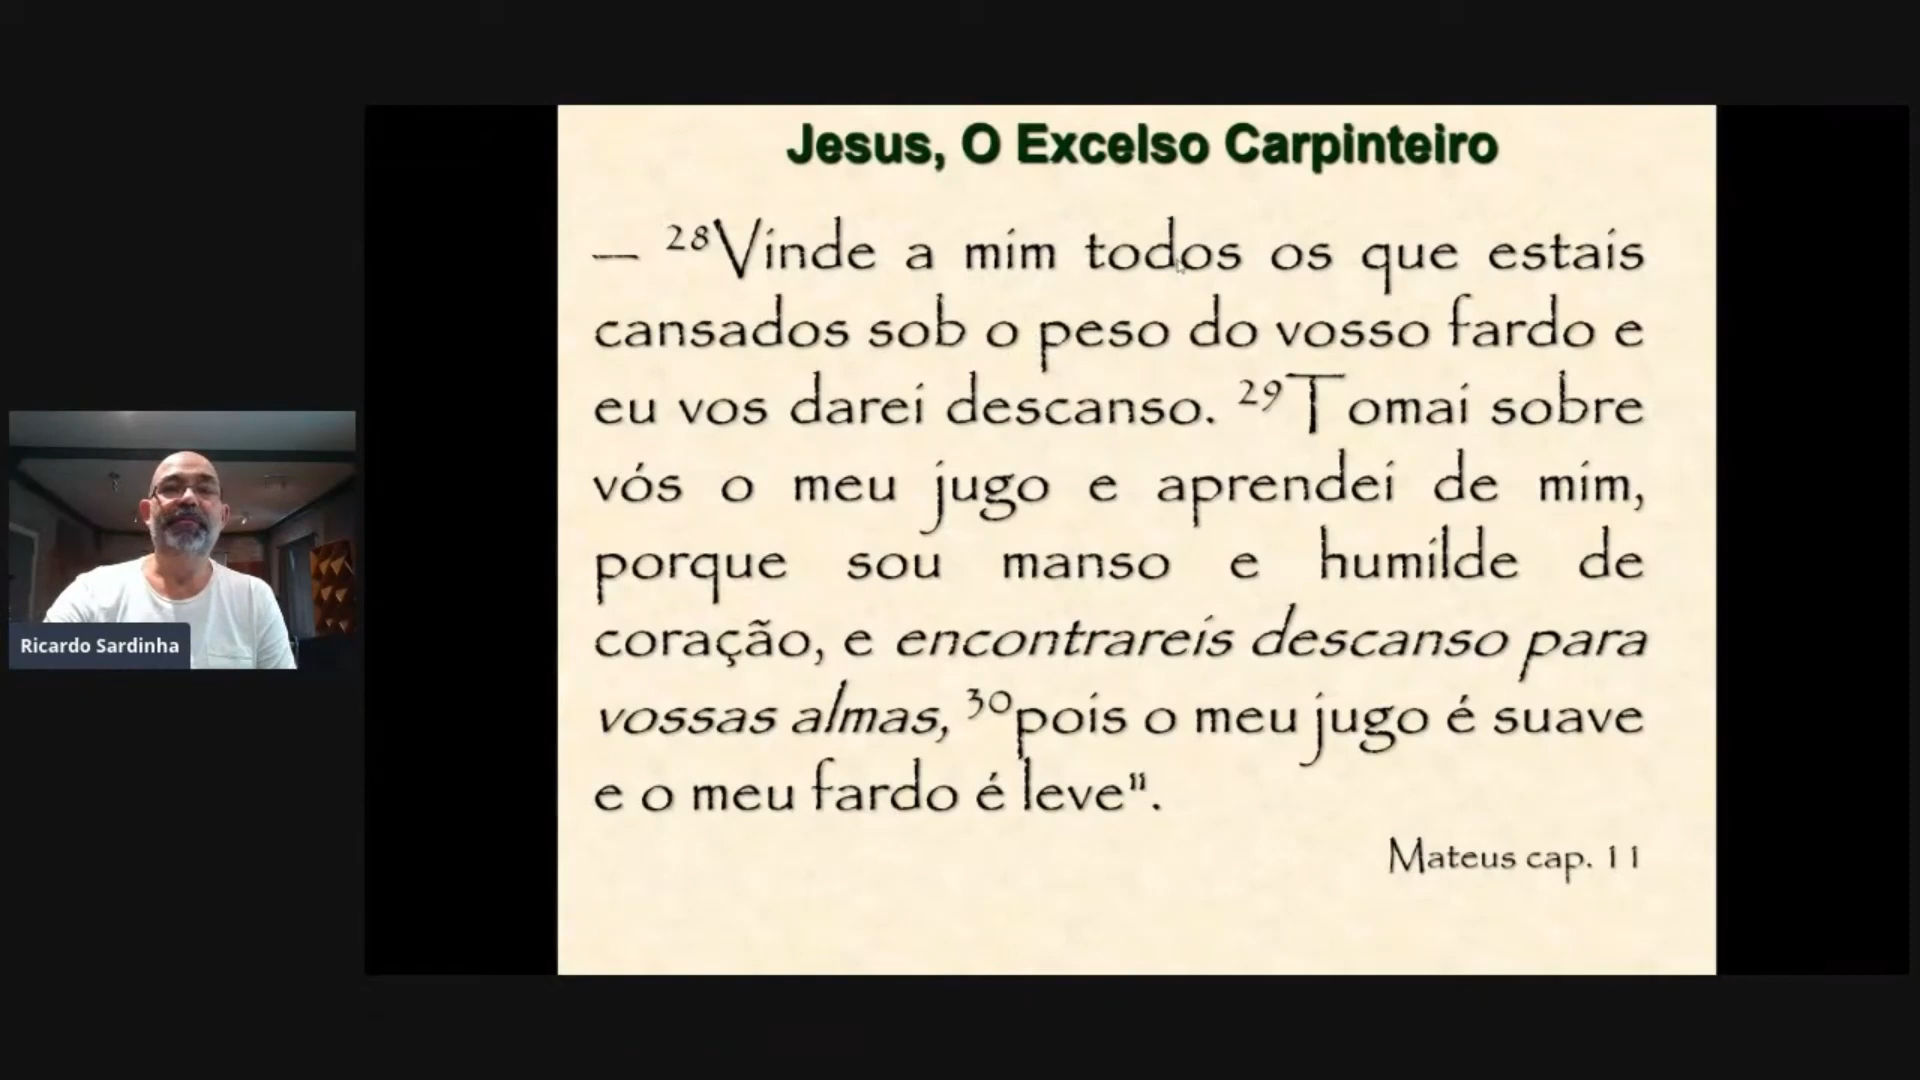 Jesus, O Excelso Carpinteiro
— ²⁸Vinde a mim todos os que estais
cansados sob o peso do vosso fardo e
eu vos darei descanso. ²⁹Tomai sobre
vós o meu jugo e aprendei de mim,
porque sou manso e humilde de
coração, e encontrareis descanso para
vossas almas, ³⁰pois o meu jugo é suave
e o meu fardo é leve".
Mateus cap. 11
Ricardo Sardinha